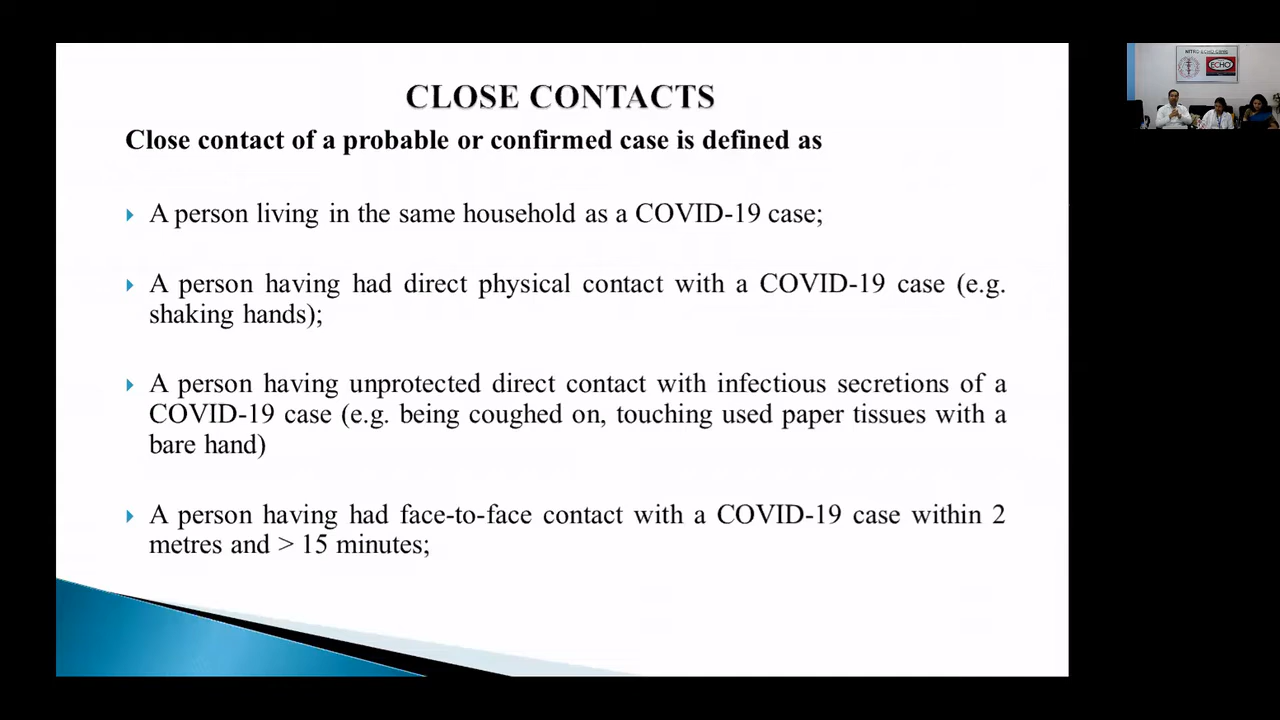 CLOSE CONTACTS
Close contact of a probable or confirmed case is defined as
A person living in the same household as a COVID-19 case;
A person having had direct physical contact with a COVID-19 case (e.g.
shaking hands);
A person having unprotected direct contact with infectious secretions of a
COVID-19 case (e.g. being coughed on, touching used paper tissues with a
bare hand)
A person having had face-to-face contact with a COVID-19 case within 2
metres and > 15 minutes;
ECHO